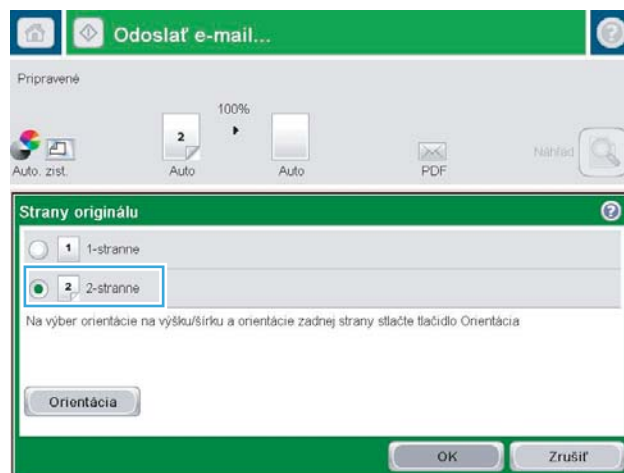 Odoslať e-mail...
Pripravené
100%
2
Auto. zist.
Auto
Auto
PDF
Náhľad
Strany originálu
1 1-stranne
2 2-stranne
Na výber orientácie na výšku/šírku a orientácie zadnej strany stlačte tlačidlo Orientácia
Orientácia
OK Zrušiť